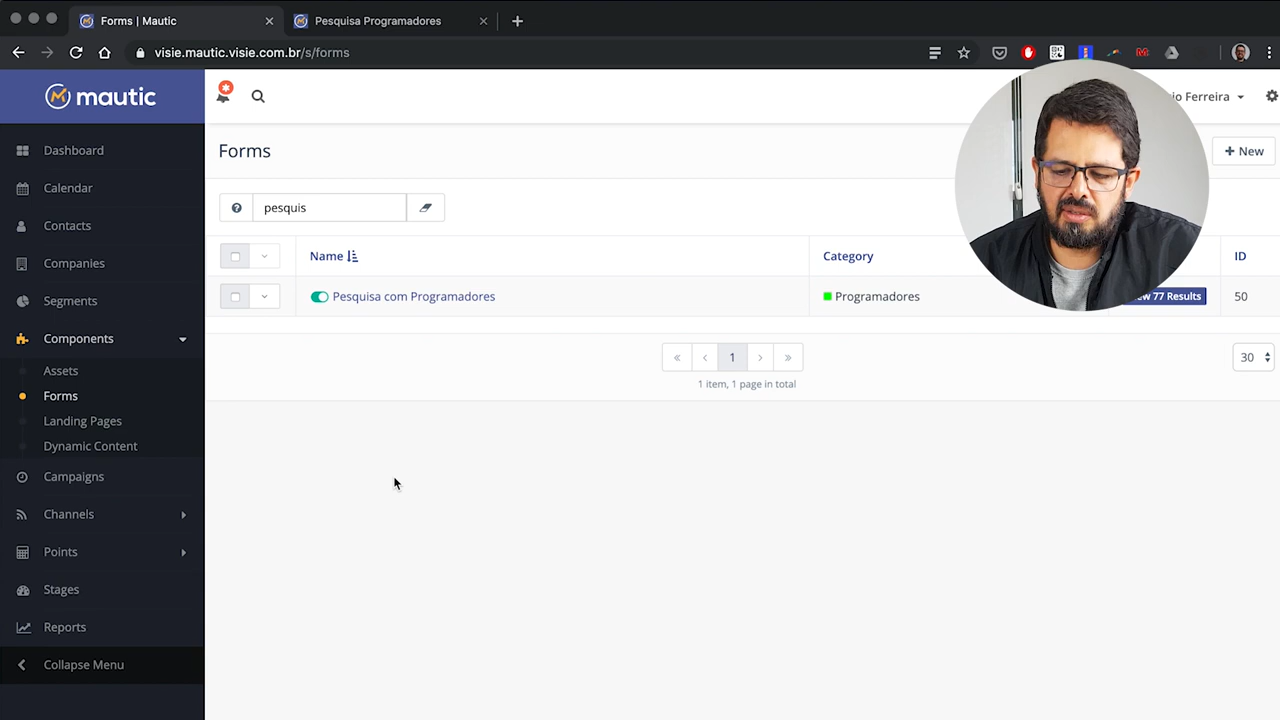 Forms | Mautic
Pesquisa Programadores
visie.mautic.visie.com.br/s/forms
mautic
Ferreira
Dashboard
Calendar
Contacts
Companies
Segments
Components
Assets
Forms
Landing Pages
Dynamic Content
Campaigns
Channels
Points
Stages
Reports
Collapse Menu
Forms
+ New
pesquis
Name
Category
ID
Pesquisa com Programadores
Programadores
77 Results
50
« ‹ 1 › »
30
1 item, 1 page in total